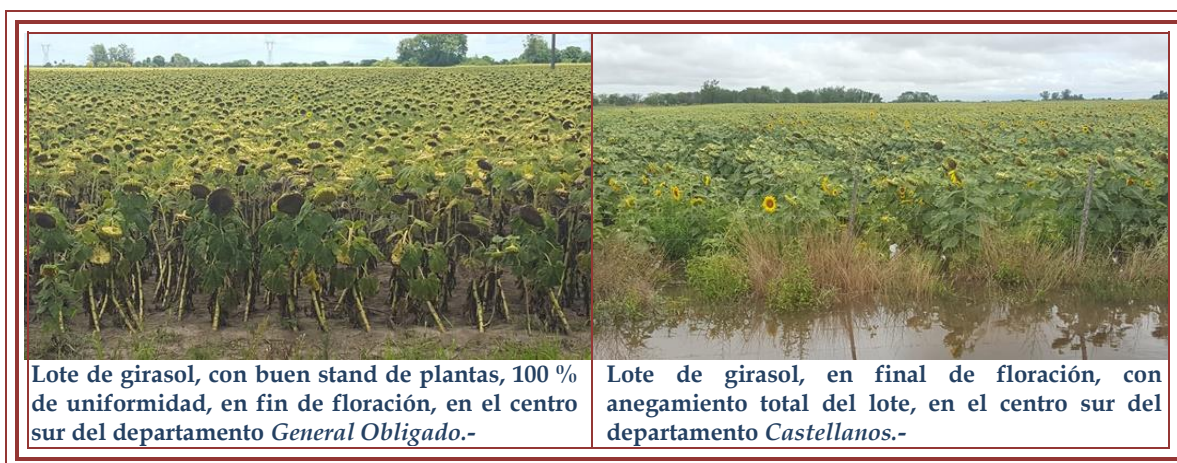 Lote de girasol, con buen stand de plantas, 100 %
de uniformidad, en fin de floración, en el centro
sur del departamento General Obligado.-
Lote de girasol, en final de floración, con
anegamiento total del lote, en el centro sur del
departamento Castellanos.-